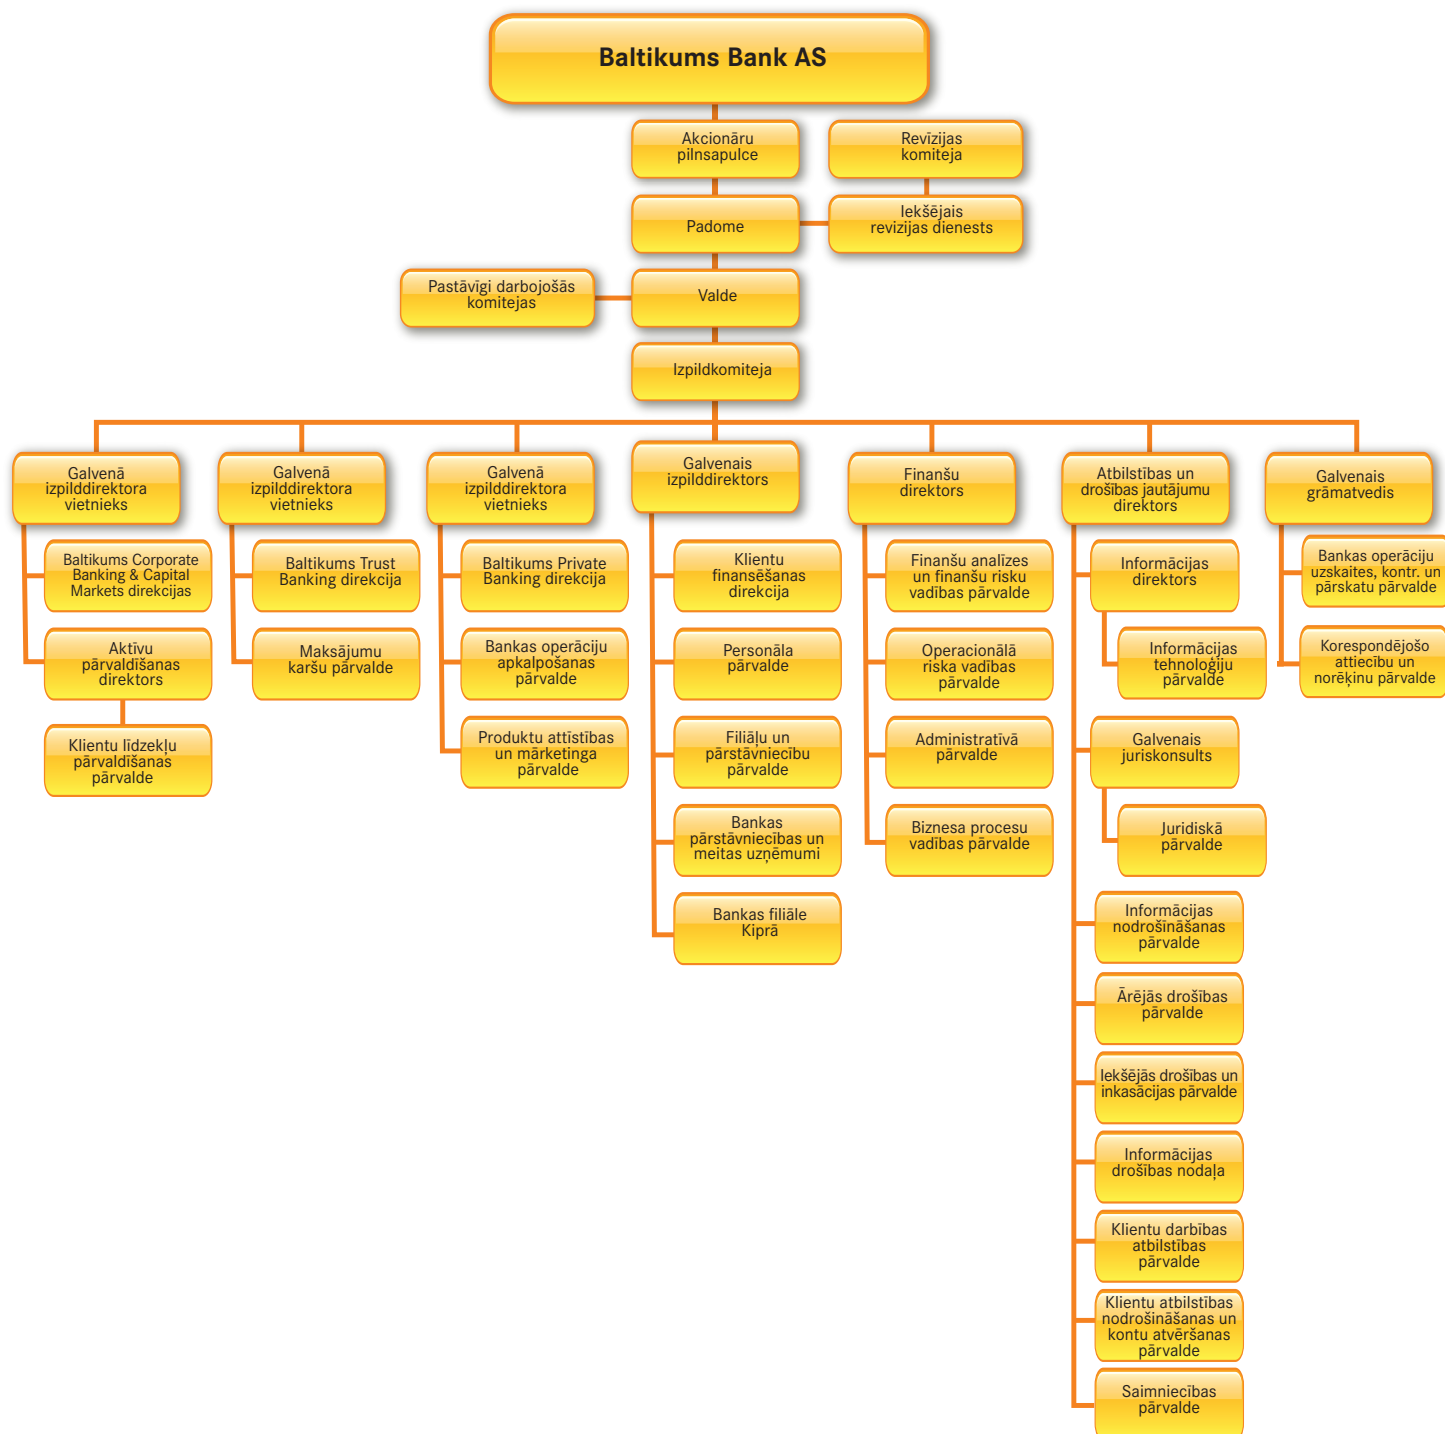 Baltikums Bank AS
Akcionāru
pilnsapulce
Revīzijas
komiteja
Padome
Iekšējais
revizijas dienests
Pastāvīgi darbojošās
komitejas
Valde
Izpildkomiteja
Galvenā
izpilddirektora
vietnieks
Galvenā
izpilddirektora
vietnieks
Galvenā
izpilddirektora
vietnieks
Galvenais
izpilddirektors
Finanšu
direktors
Atbilstības un
drošības jautājumu
direktors
Galvenais
grāmatvedis
Baltikums Corporate
Banking & Capital
Markets direkcijas
Aktīvu
pārvaldīšanas
direktors
Klientu līdzekļu
pārvaldīšanas
pārvalde
Baltikums Trust
Banking direkcija
Maksājumu
karšu pārvalde
Baltikums Private
Banking direkcija
Bankas operāciju
apkalpošanas
pārvalde
Produktu attīstības
un mārketinga
pārvalde
Klientu
finansēšanas
direkcija
Personāla
pārvalde
Filiāļu un
pārstāvniecību
pārvalde
Bankas
pārstāvniecības un
meitas uzņēmumi
Bankas filiāle
Kiprā
Finanšu analīzes
un finanšu risku
vadības pārvalde
Operacionālā
riska vadības
pārvalde
Administratīvā
pārvalde
Biznesa procesu
vadības pārvalde
Informācijas
direktors
Informācijas
tehnoloģiju
pārvalde
Galvenais
juriskonsults
Juridiskā
pārvalde
Informācijas
nodrošināšanas
pārvalde
Ārējās drošības
pārvalde
Iekšējās drošības un
inkasācijas pārvalde
Informācijas
drošības nodaļa
Klientu darbības
atbilstības
pārvalde
Klientu atbilstības
nodrošināšanas un
kontu atvēršanas
pārvalde
Saimniecības
pārvalde
Bankas operāciju
uzskaites, kontr. un
pārskatu pārvalde
Korespondējošo
attiecību un
norēķinu pārvalde